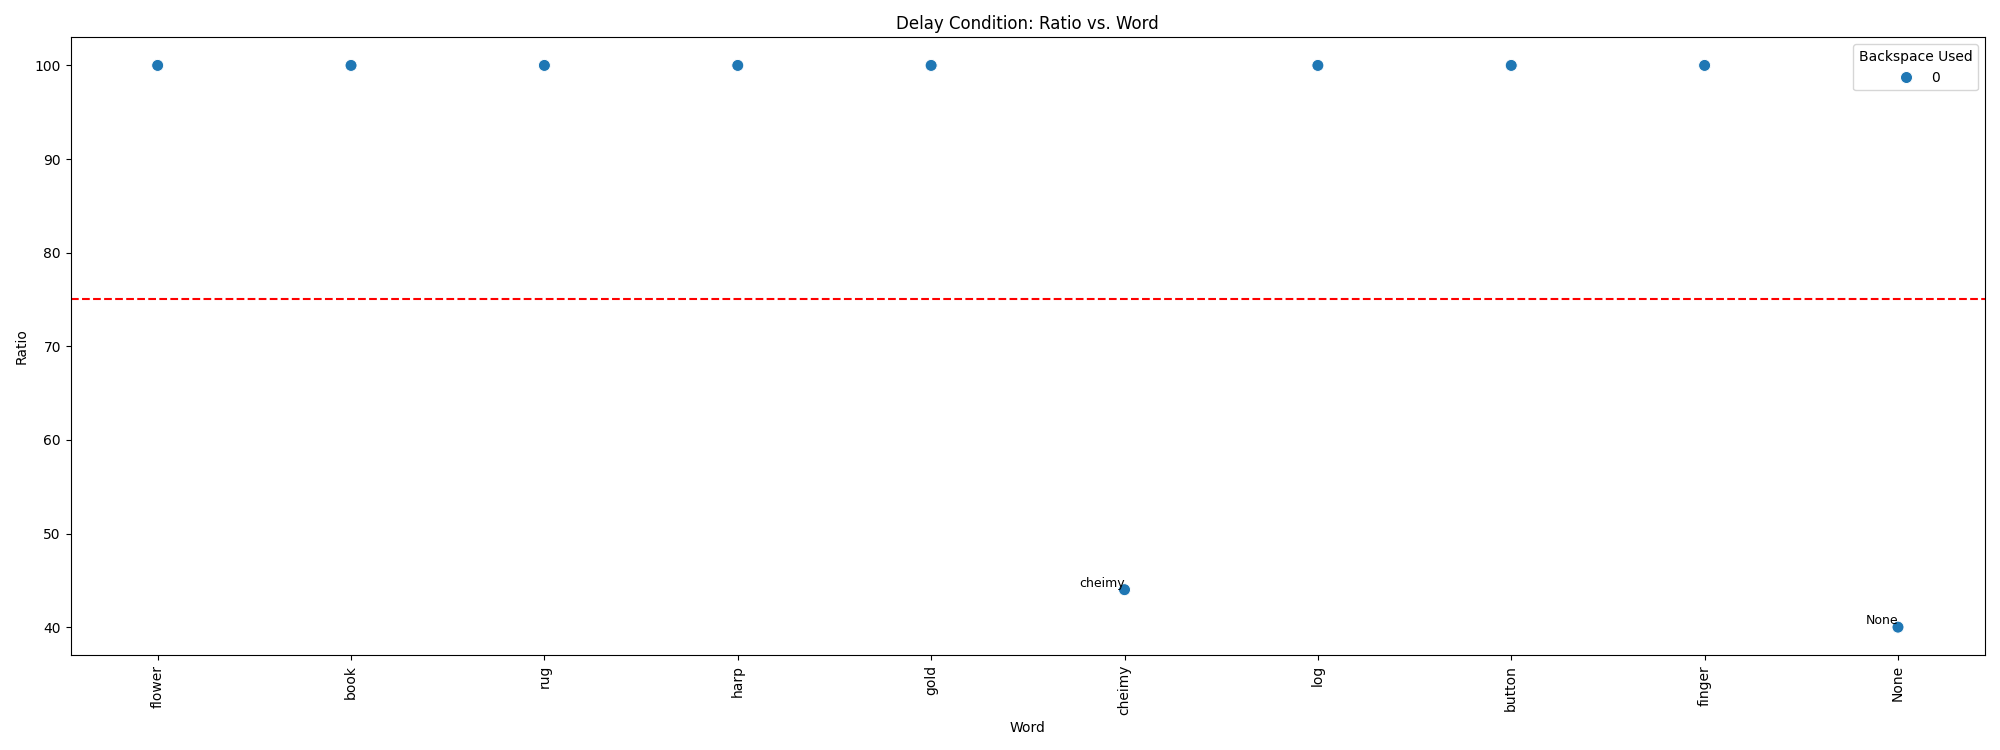 Delay Condition: Ratio vs. Word
Backspace Used
0
100
90
80
70
60
50
40
Ratio
cheimy
None
flower
book
rug
harp
gold
cheimy
log
button
finger
None
Word